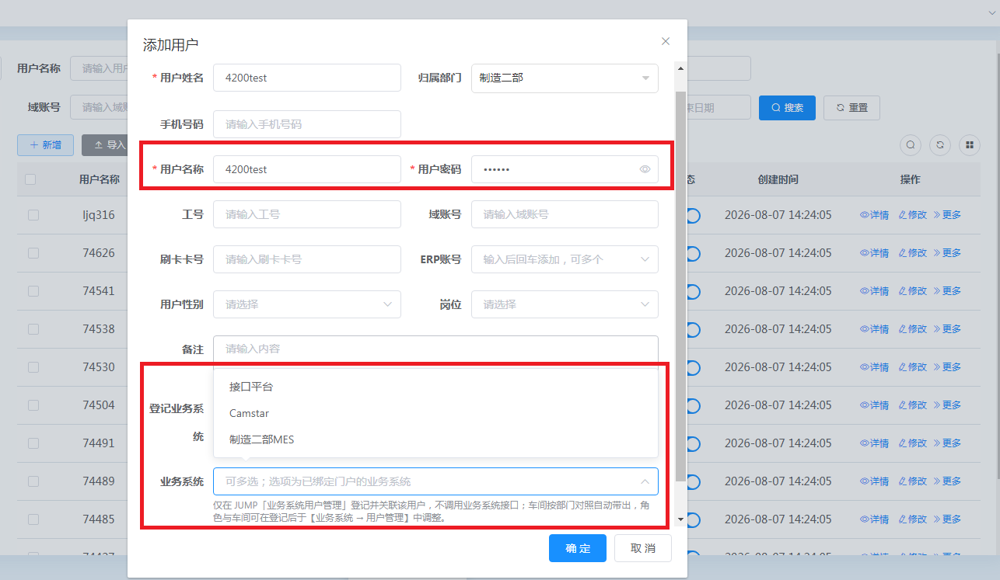 添加用户
用户名称 请输入用户
* 用户姓名 4200test 归属部门 制造二部
域账号 请输入域账
束日期 搜索 重置
手机号码 请输入手机号码
新增 导入
* 用户名称 4200test * 用户密码 ••••••
用户名称 态 创建时间 操作
工号 请输入工号 域账号 请输入域账号
ljq316 2026-08-07 14:24:05 详情 修改 更多
刷卡卡号 请输入刷卡卡号 ERP账号 输入后回车添加，可多个
74626 2026-08-07 14:24:05 详情 修改 更多
74541 2026-08-07 14:24:05 详情 修改 更多
用户性别 请选择 岗位 请选择
74538 2026-08-07 14:24:05 详情 修改 更多
备注 请输入内容
74530 2026-08-07 14:24:05 详情 修改 更多
接口平台
登记业务系统
74504 2026-08-07 14:24:05 详情 修改 更多
Camstar
制造二部MES
74491 2026-08-07 14:24:05 详情 修改 更多
业务系统 可多选；选项为已绑定门户的业务系统
74489 2026-08-07 14:24:05 详情 修改 更多
仅在 JUMP「业务系统用户管理」登记并关联该用户，不调用业务系统接口；车间按部门对照自动带出，角
色与车间可在登记后于【业务系统 → 用户管理】中调整。
74485 2026-08-07 14:24:05 详情 修改 更多
确 定 取 消